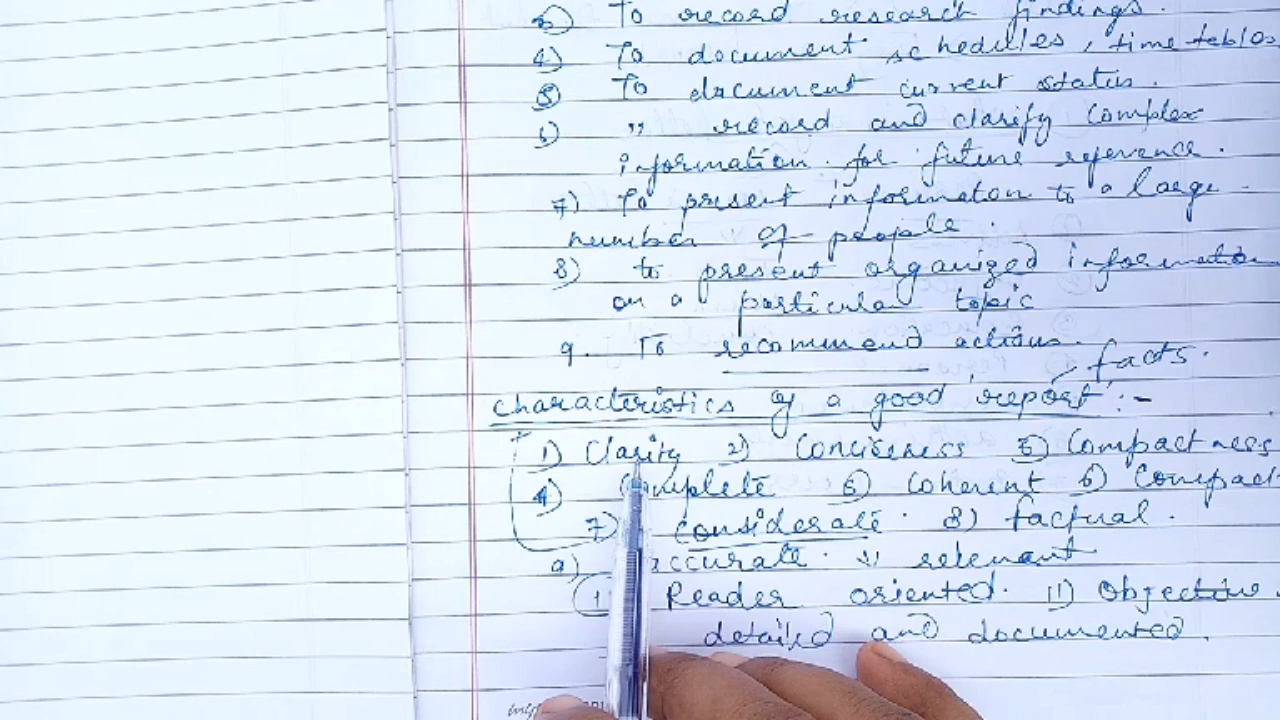 3) To record research findings.
4) To document schedules, time tables
5) To document current status.
6) " record and clarify complex
information for future reference.
7) To present information to a large
number of people.
8) to present organized information
on a particular topic
9. To recommend actions.
, facts.
characteristics of a good report :-
1) Clarity 2) Conciseness 3) Compactness
4) Complete 5) Coherent 6) Compact
7) considerate. 8) factual.
a) accurate. relevant
Reader oriented. 11) Objective.
detailed and documented.